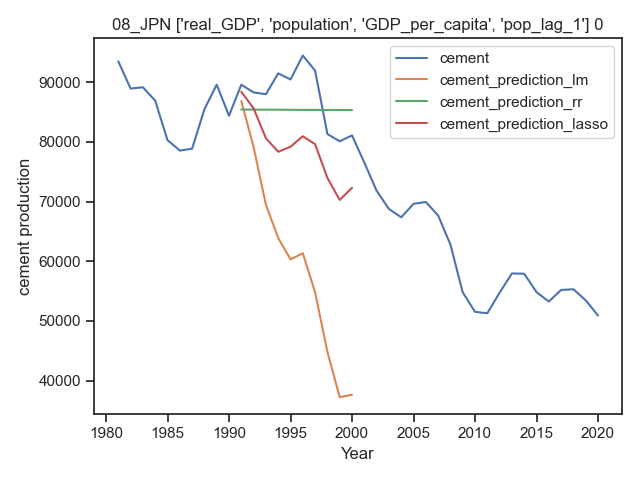 08_JPN ['real_GDP', 'population', 'GDP_per_capita', 'pop_lag_1'] 0
cement
cement_prediction_lm
cement_prediction_rr
cement_prediction_lasso
cement production
90000
80000
70000
60000
50000
40000
1980 1985 1990 1995 2000 2005 2010 2015 2020
Year